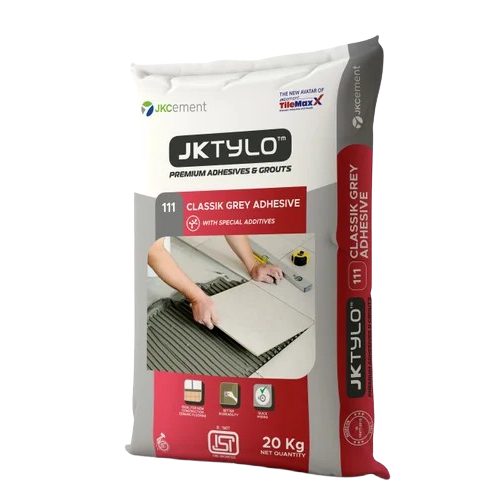 JKCement
THE NEW AVATAR OF
JKCement
TileMaxX
JKTYLO™
PREMIUM ADHESIVES & GROUTS
111 CLASSIK GREY ADHESIVE
WITH SPECIAL ADDITIVES
20 Kg
NET QUANTITY
JKCement
111 CLASSIK GREY
ADHESIVE
JKTYLO™